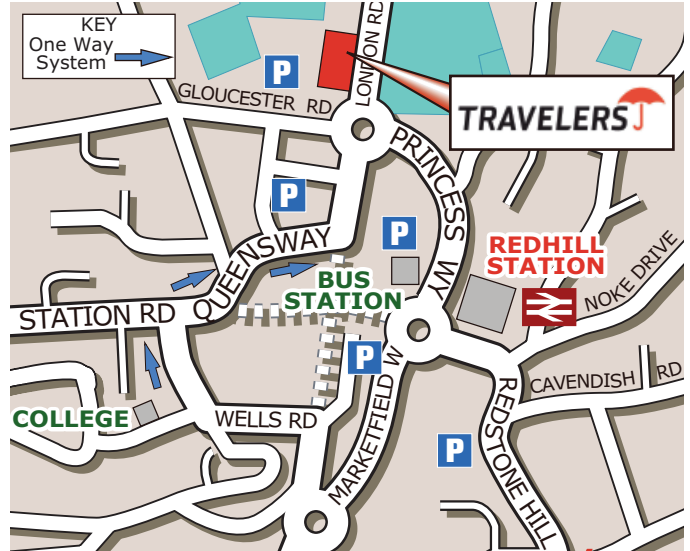 KEY
One Way
System
P
LONDON RD
GLOUCESTER RD
TRAVELERS
PRINCESS WY
P
P
QUEENSWAY
REDHILL
STATION
BUS
STATION
NOKE DRIVE
STATION RD
P
MARKETFIELD W
CAVENDISH RD
COLLEGE
WELLS RD
REDSTONE HILL
P